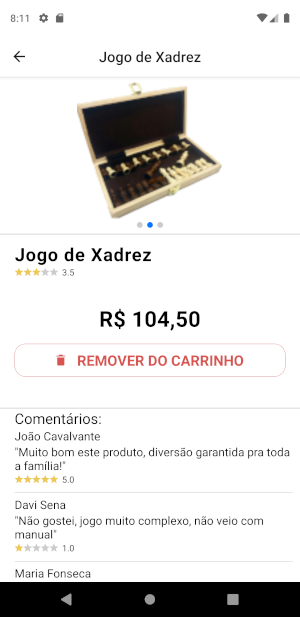 8:11
Jogo de Xadrez
Jogo de Xadrez
3.5
R$ 104,50
REMOVER DO CARRINHO
Comentários:
João Cavalvante
"Muito bom este produto, diversão garantida pra toda
a família!"
5.0
Davi Sena
"Não gostei, jogo muito complexo, não veio com
manual"
1.0
Maria Fonseca